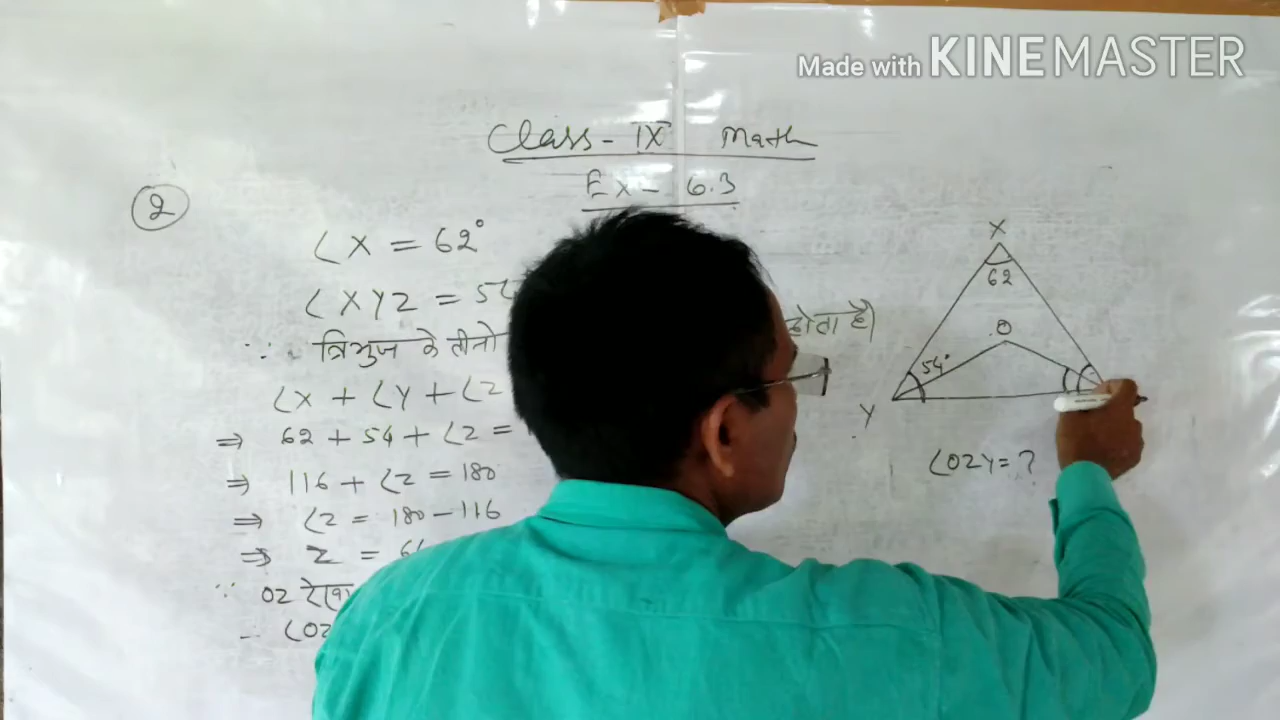 Made with KINEMASTER
Class - IX Math
Ex - 6.3
2
∠X = 62°
∠XYZ = 54
∵ त्रिभुज के तीनो होता है)
∠X + ∠Y + ∠Z
⇒ 62 + 54 + ∠Z =
⇒ 116 + ∠Z = 180
⇒ ∠Z = 180 - 116
⇒ Z = 6
∵ OZ
∠OZ
X
62
O
54°
Y
∠OZY = ?